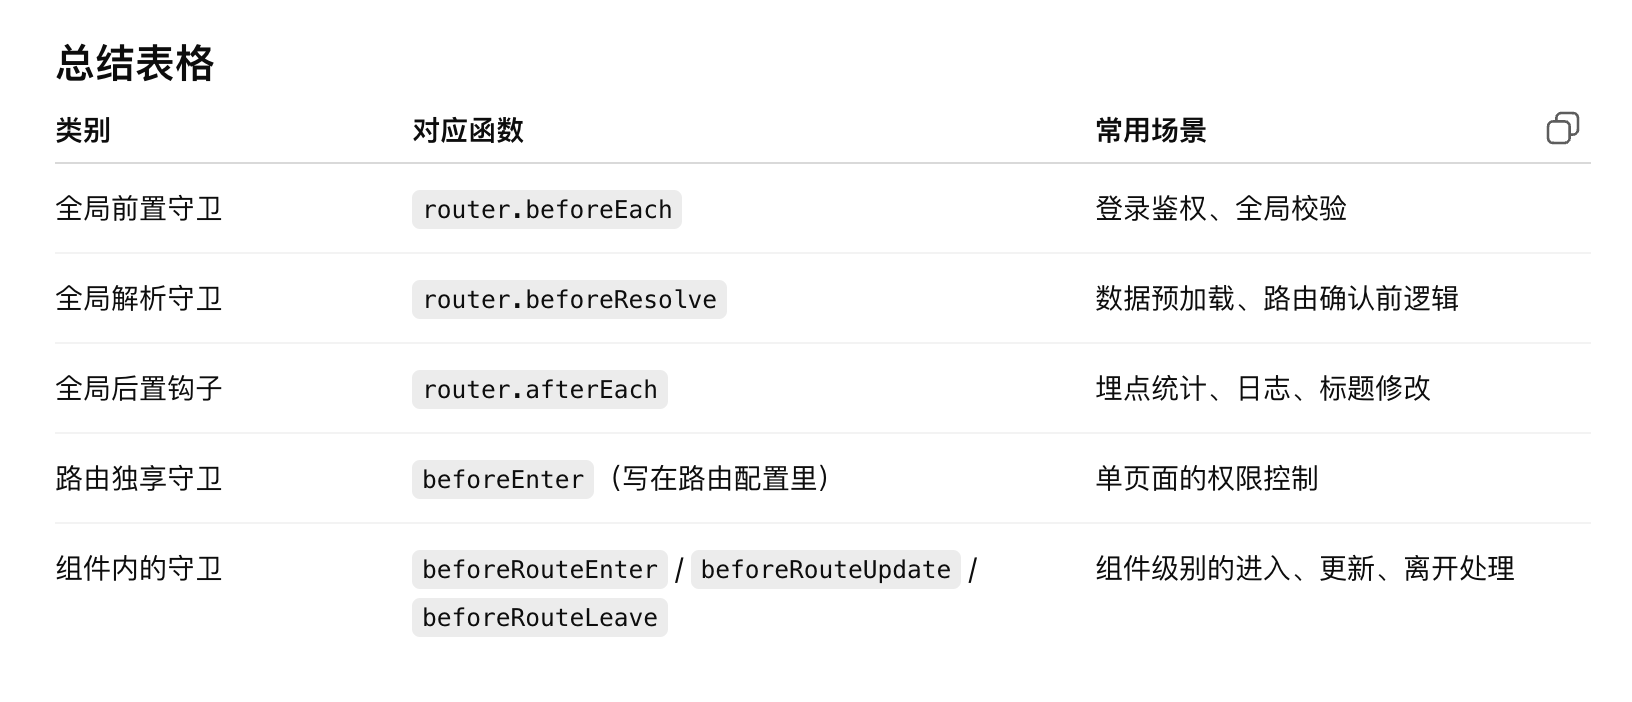 总结表格
类别 对应函数 常用场景
全局前置守卫 router.beforeEach 登录鉴权、全局校验
全局解析守卫 router.beforeResolve 数据预加载、路由确认前逻辑
全局后置钩子 router.afterEach 埋点统计、日志、标题修改
路由独享守卫 beforeEnter（写在路由配置里） 单页面的权限控制
组件内的守卫 beforeRouteEnter / beforeRouteUpdate / 组件级别的进入、更新、离开处理
beforeRouteLeave